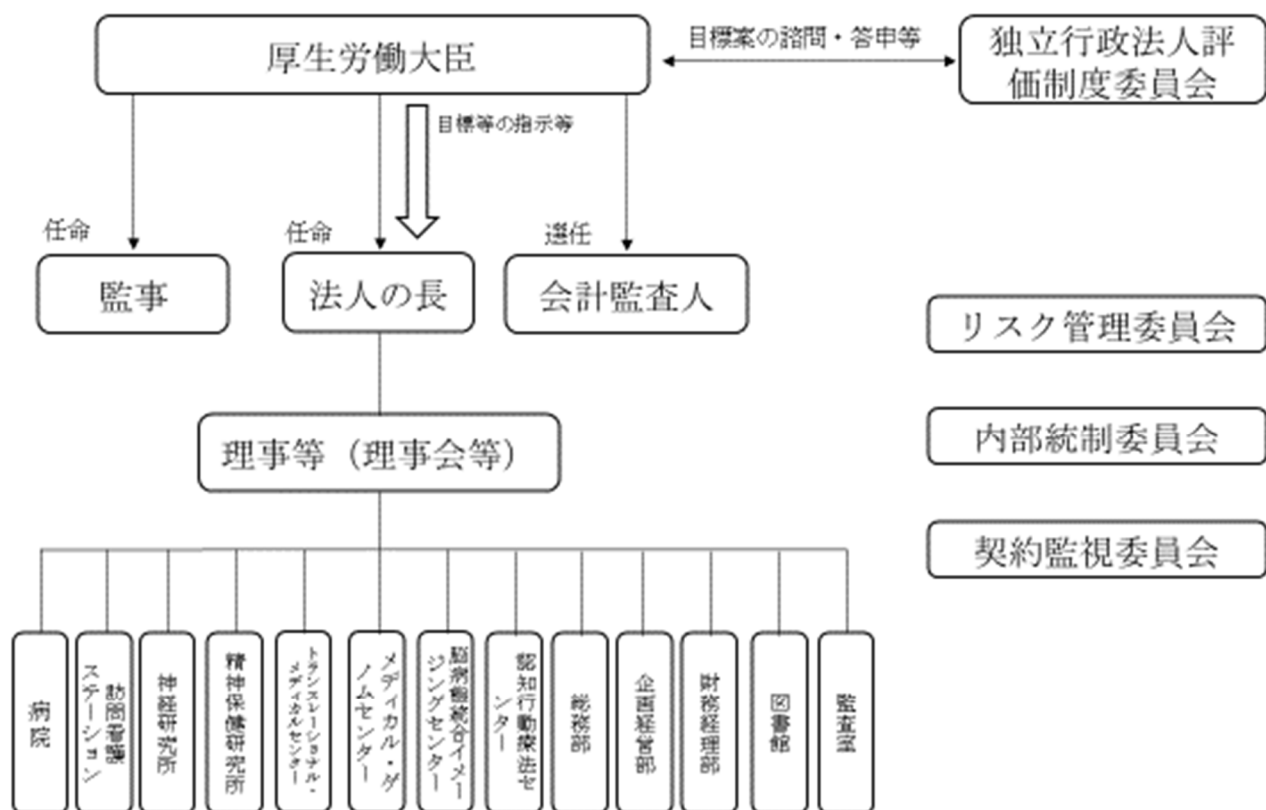 厚生労働大臣
目標案の諮問・答申等
独立行政法人評
価制度委員会
目標等の指示等
任命
任命
選任
監事
法人の長
会計監査人
リスク管理委員会
理事等（理事会等）
内部統制委員会
契約監視委員会
病院
訪問看護
ステーション
神経研究所
精神保健研究所
トランスレーショナル・
メディカルセンター
メディカル・ゲ
ノムセンター
脳病態統合イメー
ジングセンター
認知行動療法セ
ンター
総務部
企画経営部
財務経理部
図書館
監査室